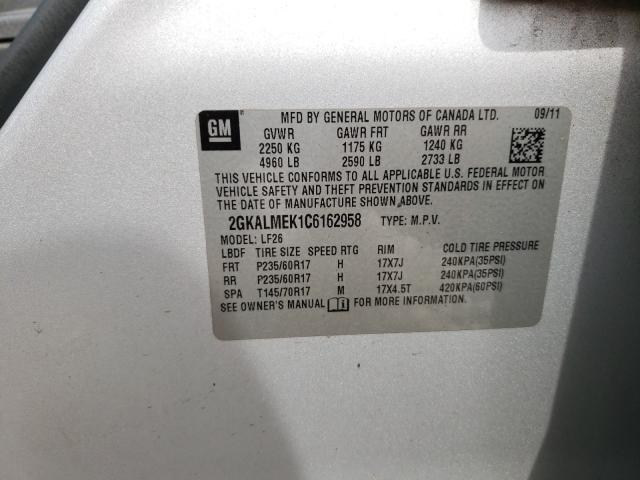 MFD BY GENERAL MOTORS OF CANADA LTD. 09/11
GM
GVWR GAWR FRT GAWR RR
2250 KG 1175 KG 1240 KG
4960 LB 2590 LB 2733 LB
THIS VEHICLE CONFORMS TO ALL APPLICABLE U.S. FEDERAL MOTOR
VEHICLE SAFETY AND THEFT PREVENTION STANDARDS IN EFFECT ON
THE DATE OF MANUFACTURE SHOWN ABOVE.
2GKALMEK1C6162958 TYPE: M.P.V.
MODEL: LF26
LBDF TIRE SIZE SPEED RTG RIM COLD TIRE PRESSURE
FRT P235/60R17 H 17X7J 240KPA(35PSI)
RR P235/60R17 H 17X7J 240KPA(35PSI)
SPA T145/70R17 M 17X4.5T 420KPA(60PSI)
SEE OWNER'S MANUAL FOR MORE INFORMATION.